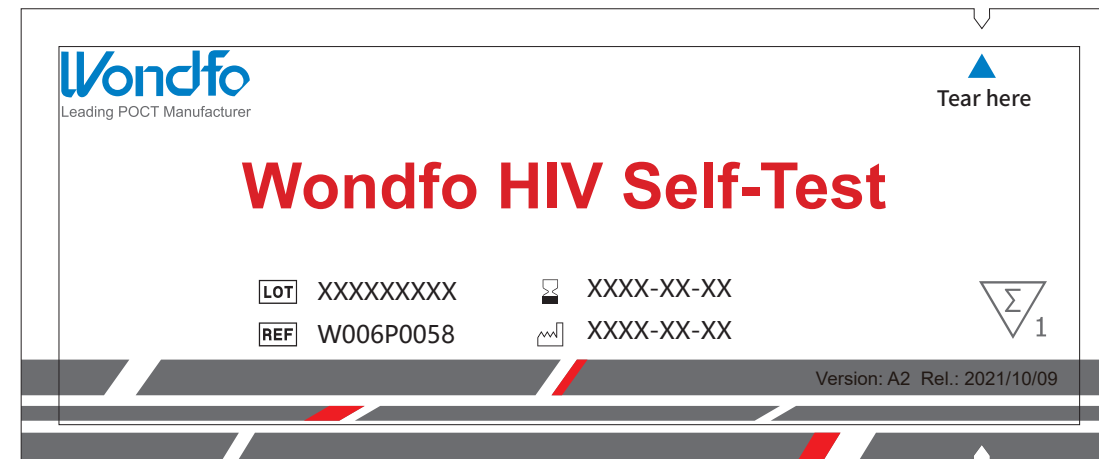 Wondfo
Leading POCT Manufacturer
Tear here
Wondfo HIV Self-Test
LOT XXXXXXXXX XXXX-XX-XX
REF W006P0058 XXXX-XX-XX
Σ
1
Version: A2 Rel.: 2021/10/09